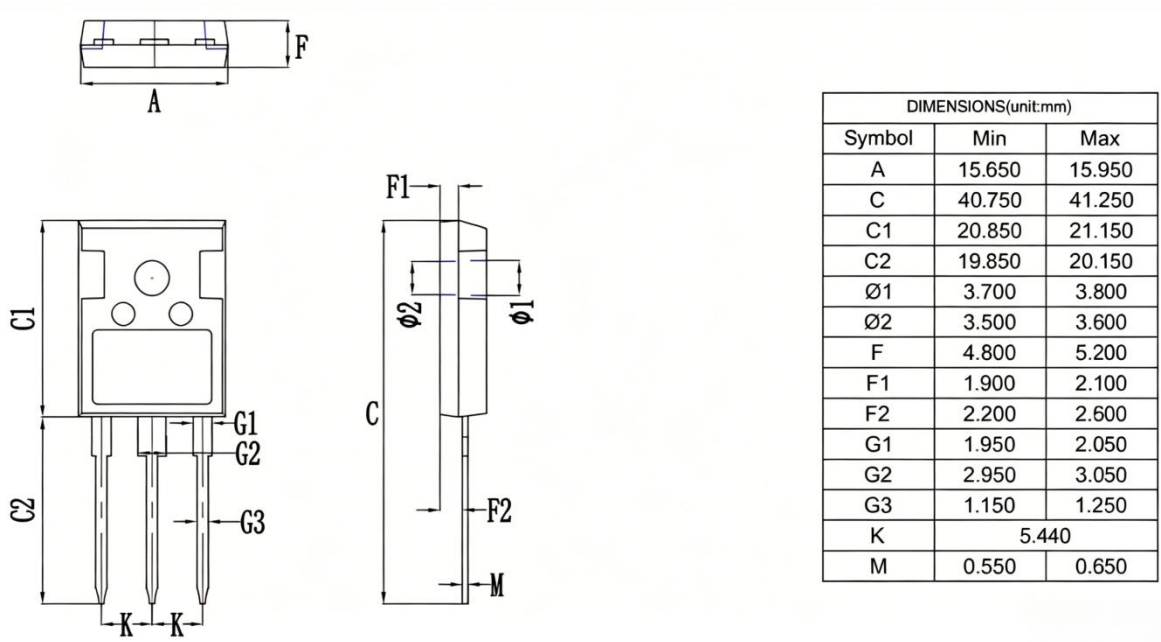 F
A
F1
C1
φ2
φ1
C
G1
G2
C2
F2
G3
M
K K
DIMENSIONS(unit:mm)
Symbol Min Max
A 15.650 15.950
C 40.750 41.250
C1 20.850 21.150
C2 19.850 20.150
Ø1 3.700 3.800
Ø2 3.500 3.600
F 4.800 5.200
F1 1.900 2.100
F2 2.200 2.600
G1 1.950 2.050
G2 2.950 3.050
G3 1.150 1.250
K 5.440
M 0.550 0.650